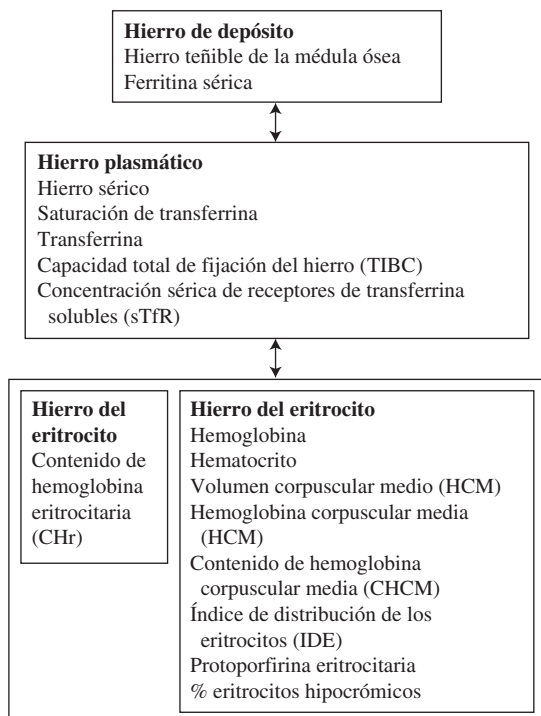 Hierro de depósito
Hierro teñible de la médula ósea
Ferritina sérica
Hierro plasmático
Hierro sérico
Saturación de transferrina
Transferrina
Capacidad total de fijación del hierro (TIBC)
Concentración sérica de receptores de transferrina
solubles (sTfR)
Hierro del
eritrocito
Contenido de
hemoglobina
eritrocitaria
(CHr)
Hierro del eritrocito
Hemoglobina
Hematocrito
Volumen corpuscular medio (HCM)
Hemoglobina corpuscular media
(HCM)
Contenido de hemoglobina
corpuscular media (CHCM)
Índice de distribución de los
eritrocitos (IDE)
Protoporfirina eritrocitaria
% eritrocitos hipocrómicos